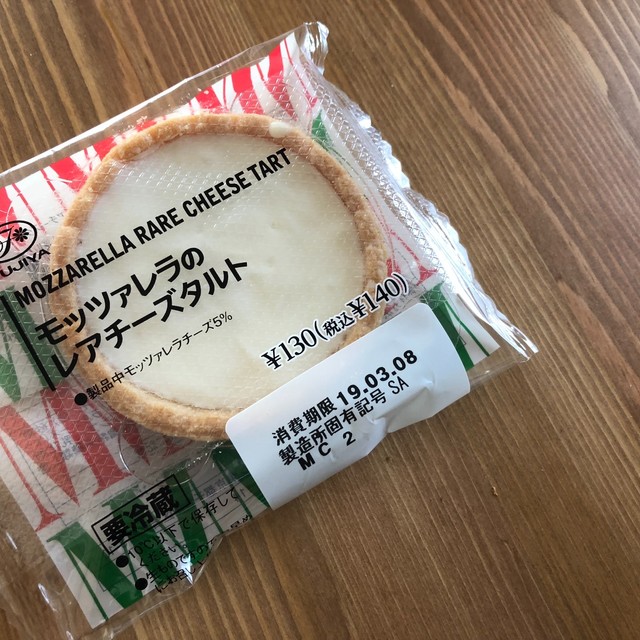 UJIYA
MOZZARELLA RARE CHEESE TART
モッツァレラの
レアチーズタルト
●製品中モッツァレラチーズ5%
¥130(税込¥140)
消費期限 19.03.08
製造所固有記号 SA
M C 2
要冷蔵